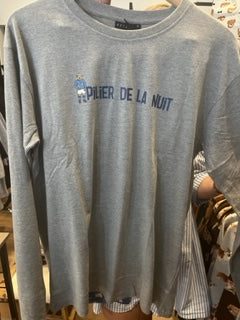 PILIER DE LA NUIT